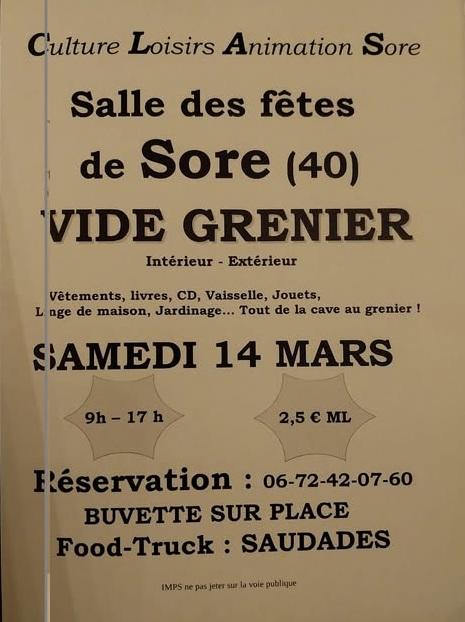 Culture Loisirs Animation Sore
Salle des fêtes
de Sore (40)
VIDE GRENIER
Intérieur - Extérieur
Vêtements, livres, CD, Vaisselle, Jouets,
Linge de maison, Jardinage... Tout de la cave au grenier !
SAMEDI 14 MARS
9h – 17 h
2,5 € ML
Réservation : 06-72-42-07-60
BUVETTE SUR PLACE
Food-Truck : SAUDADES
IMPS ne pas jeter sur la voie publique